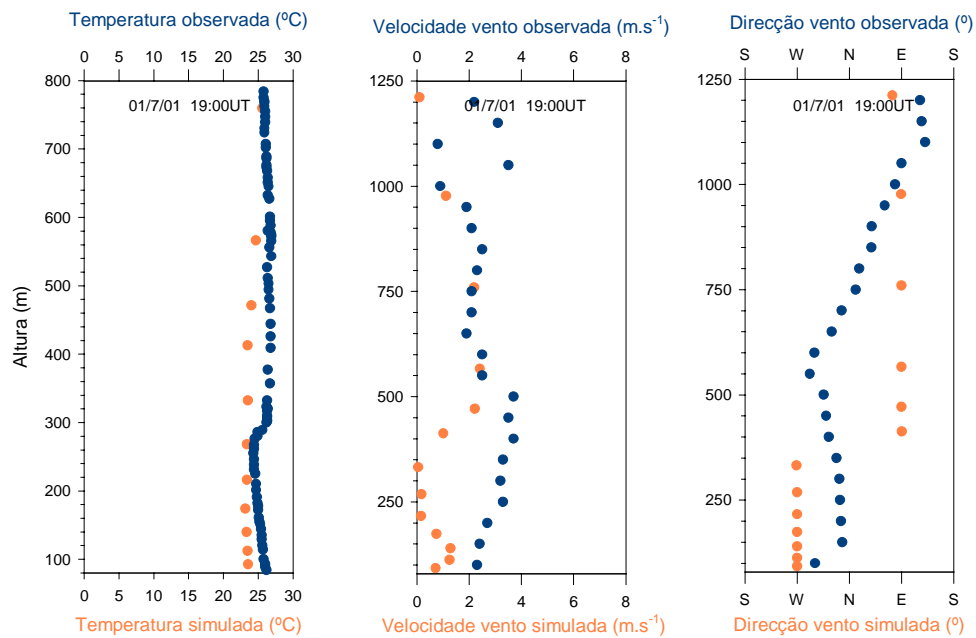 Temperatura observada (ºC)
0 5 10 15 20 25 30
800
700
600
500
400
300
200
100
Altura (m)
01/7/01 19:00UT
0 5 10 15 20 25 30
Temperatura simulada (ºC)
Velocidade vento observada (m.s⁻¹)
0 2 4 6 8
1250
1000
750
500
250
01/7/01 19:00UT
0 2 4 6 8
Velocidade vento simulada (m.s⁻¹)
Direcção vento observada (º)
S W N E S
1250
1000
750
500
250
01/7/01 19:00UT
S W N E S
Direcção vento simulada (º)